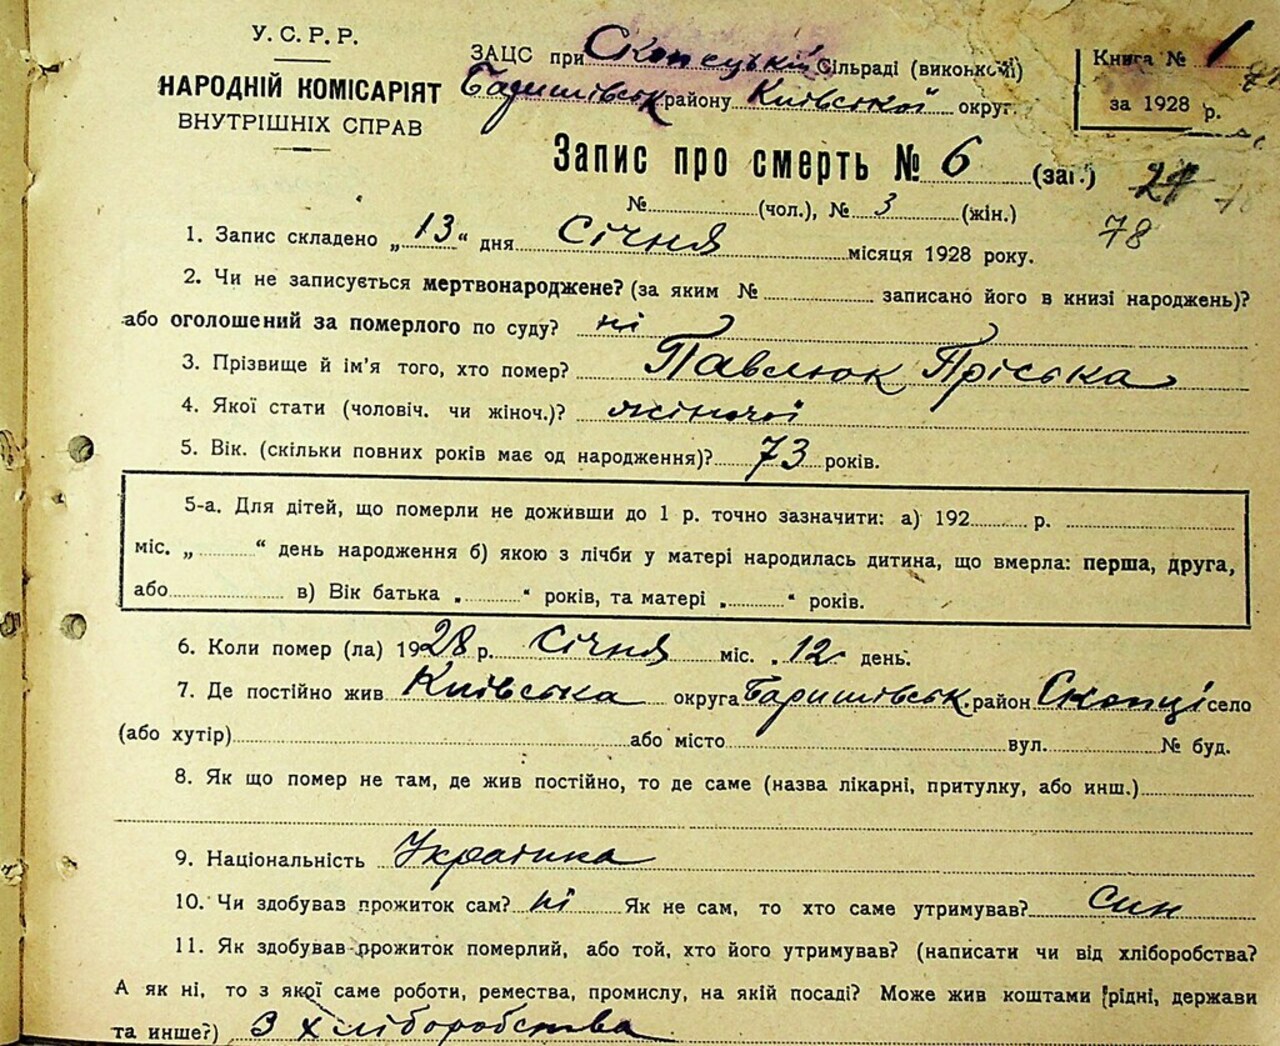 У. С. Р. Р.
НАРОДНІЙ КОМІСАРІЯТ
ВНУТРІШНІХ СПРАВ
ЗАЦС при Скопецькій Сільраді (виконкомі)
Баришівськ району Київської округ.
Книга № 1
за 1928 р.
Запис про смерть № 6 (заг.)
21 78
№ (чол.), № 3 (жін.)
78
1. Запис складено „ 13 “ дня Січня місяця 1928 року.
2. Чи не записується мертвонароджене? (за яким № записано його в книзі народжень)?
або оголошений за померлого по суду? ні
3. Прізвище й ім'я того, хто помер? Павлюк Пріська
4. Якої стати (чоловіч. чи жіноч.)? жіночої
5. Вік. (скільки повних років має од народження)? 73 років.
5-а. Для дітей, що померли не доживши до 1 р. точно зазначити: а) 192 р.
міс. „ “ день народження б) якою з лічби у матері народилась дитина, що вмерла: перша, друга,
або в) Вік батька „ “ років, та матері „ “ років.
6. Коли помер (ла) 1928 р. Січня міс. „ 12 день.
7. Де постійно жив Київська округа Баришівськ. район Скопці село
(або хутір) або місто вул. № буд.
8. Як що помер не там, де жив постійно, то де саме (назва лікарні, притулку, або инш.)
9. Національність Українка
10. Чи здобував прожиток сам? ні Як не сам, то хто саме утримував? син
11. Як здобував прожиток померлий, або той, хто його утримував? (написати чи від хліборобства?
А як ні, то з якої саме роботи, ремества, промислу, на якій посаді? Може жив коштами (рідні, держави
та инше?) З хліборобства